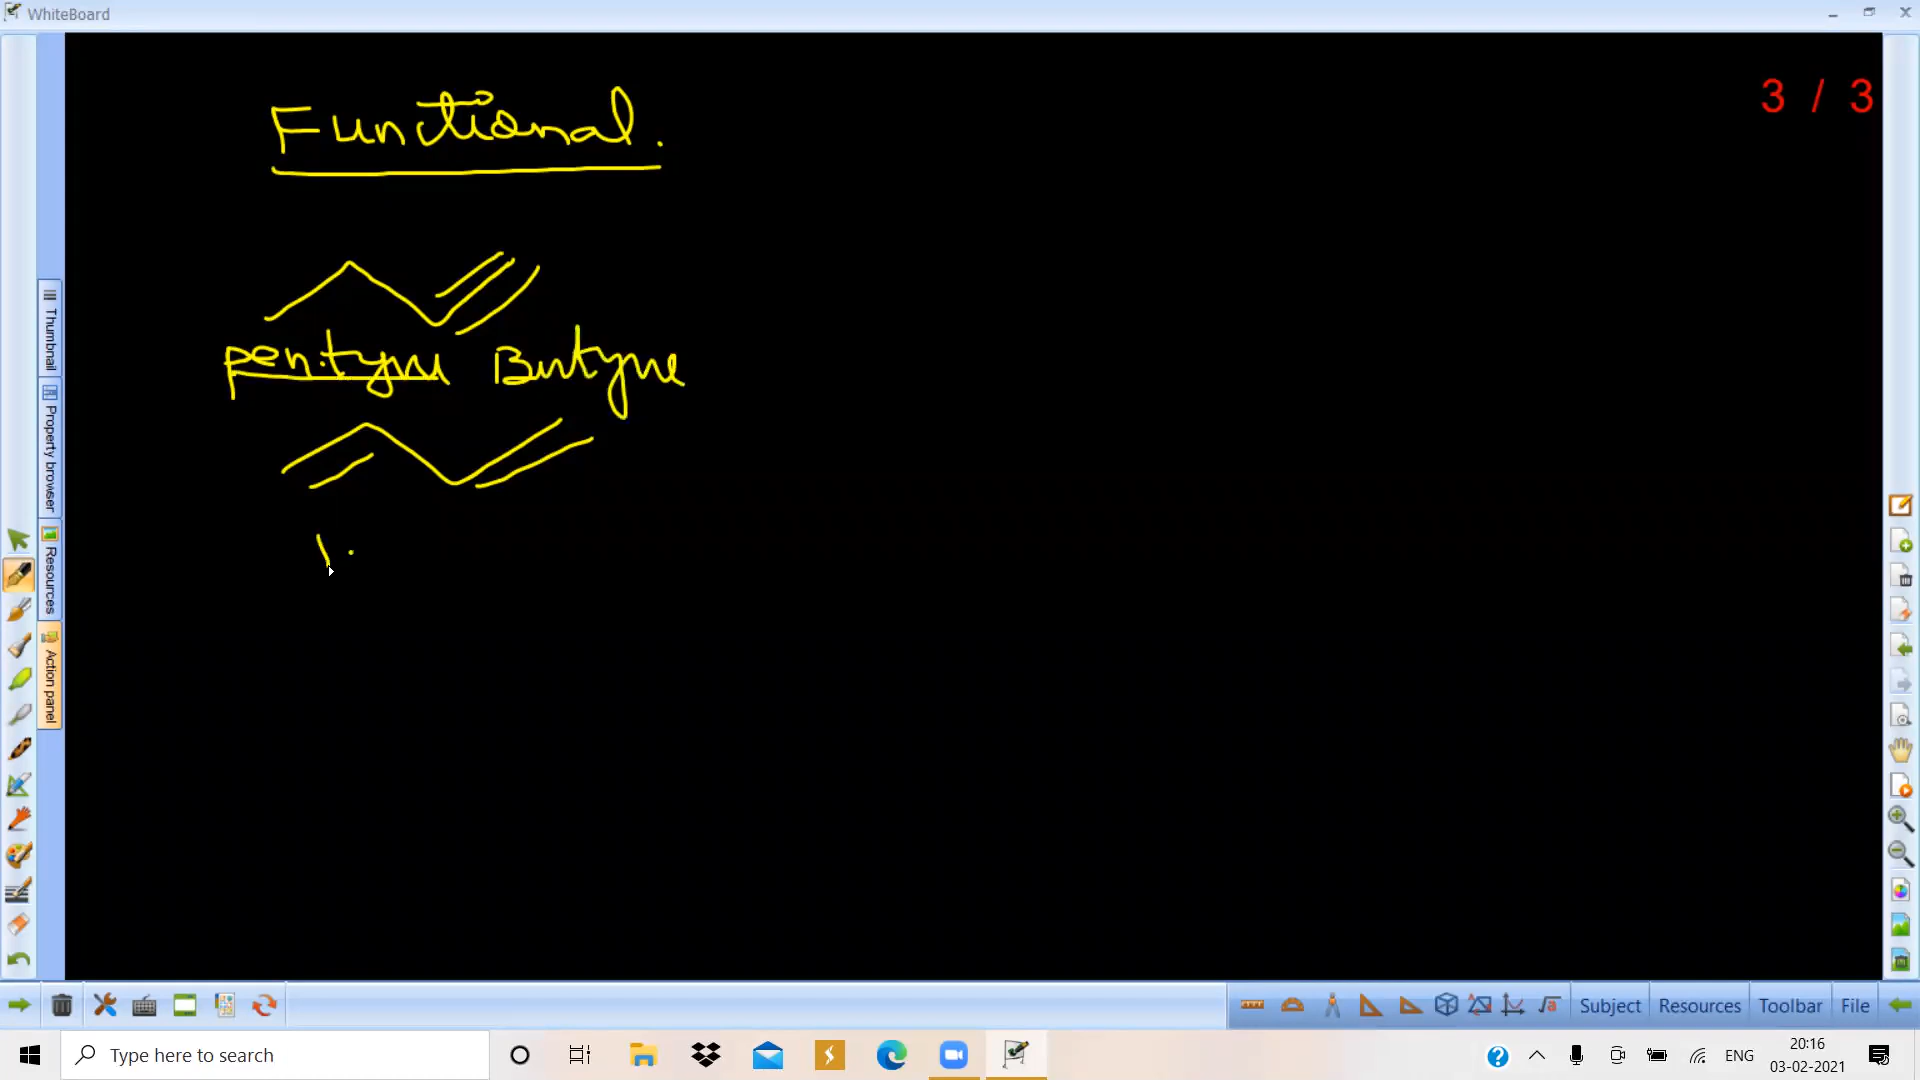 WhiteBoard
3 / 3
Functional.
Thumbnail
pentyne Butyne
Property browser
Resources
Action panel
Subject Resources Toolbar File
Type here to search
ENG
20:16
03-02-2021